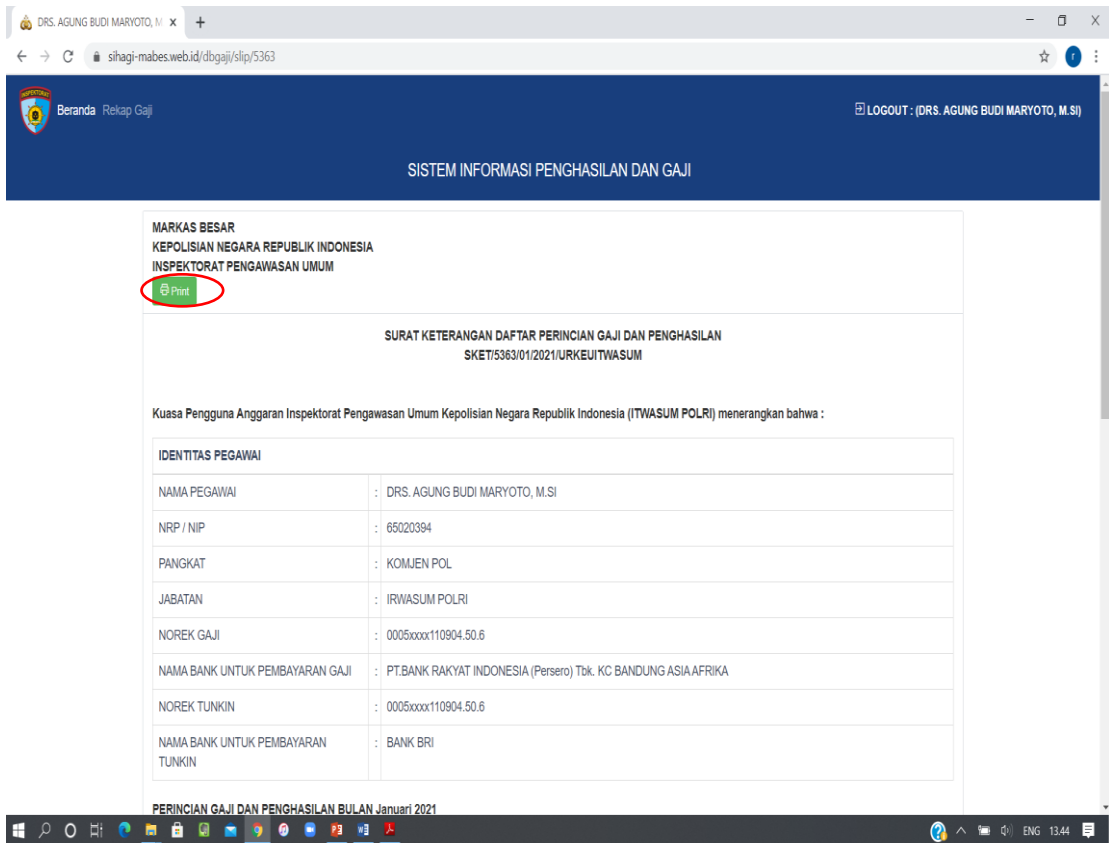 DRS. AGUNG BUDI MARYOTO, M
sihagi-mabes.web.id/dbgaji/slip/5363
r
Beranda Rekap Gaji
LOGOUT : (DRS. AGUNG BUDI MARYOTO, M.SI)
SISTEM INFORMASI PENGHASILAN DAN GAJI
MARKAS BESAR
KEPOLISIAN NEGARA REPUBLIK INDONESIA
INSPEKTORAT PENGAWASAN UMUM
Print
SURAT KETERANGAN DAFTAR PERINCIAN GAJI DAN PENGHASILAN
SKET/5363/01/2021/URKEUITWASUM
Kuasa Pengguna Anggaran Inspektorat Pengawasan Umum Kepolisian Negara Republik Indonesia (ITWASUM POLRI) menerangkan bahwa :
IDENTITAS PEGAWAI
NAMA PEGAWAI : DRS. AGUNG BUDI MARYOTO, M.SI
NRP / NIP : 65020394
PANGKAT : KOMJEN POL
JABATAN : IRWASUM POLRI
NOREK GAJI : 0005xxxx110904.50.6
NAMA BANK UNTUK PEMBAYARAN GAJI : PT.BANK RAKYAT INDONESIA (Persero) Tbk. KC BANDUNG ASIA AFRIKA
NOREK TUNKIN : 0005xxxx110904.50.6
NAMA BANK UNTUK PEMBAYARAN : BANK BRI
TUNKIN
PERINCIAN GAJI DAN PENGHASILAN BULAN Januari 2021
ENG 13.44